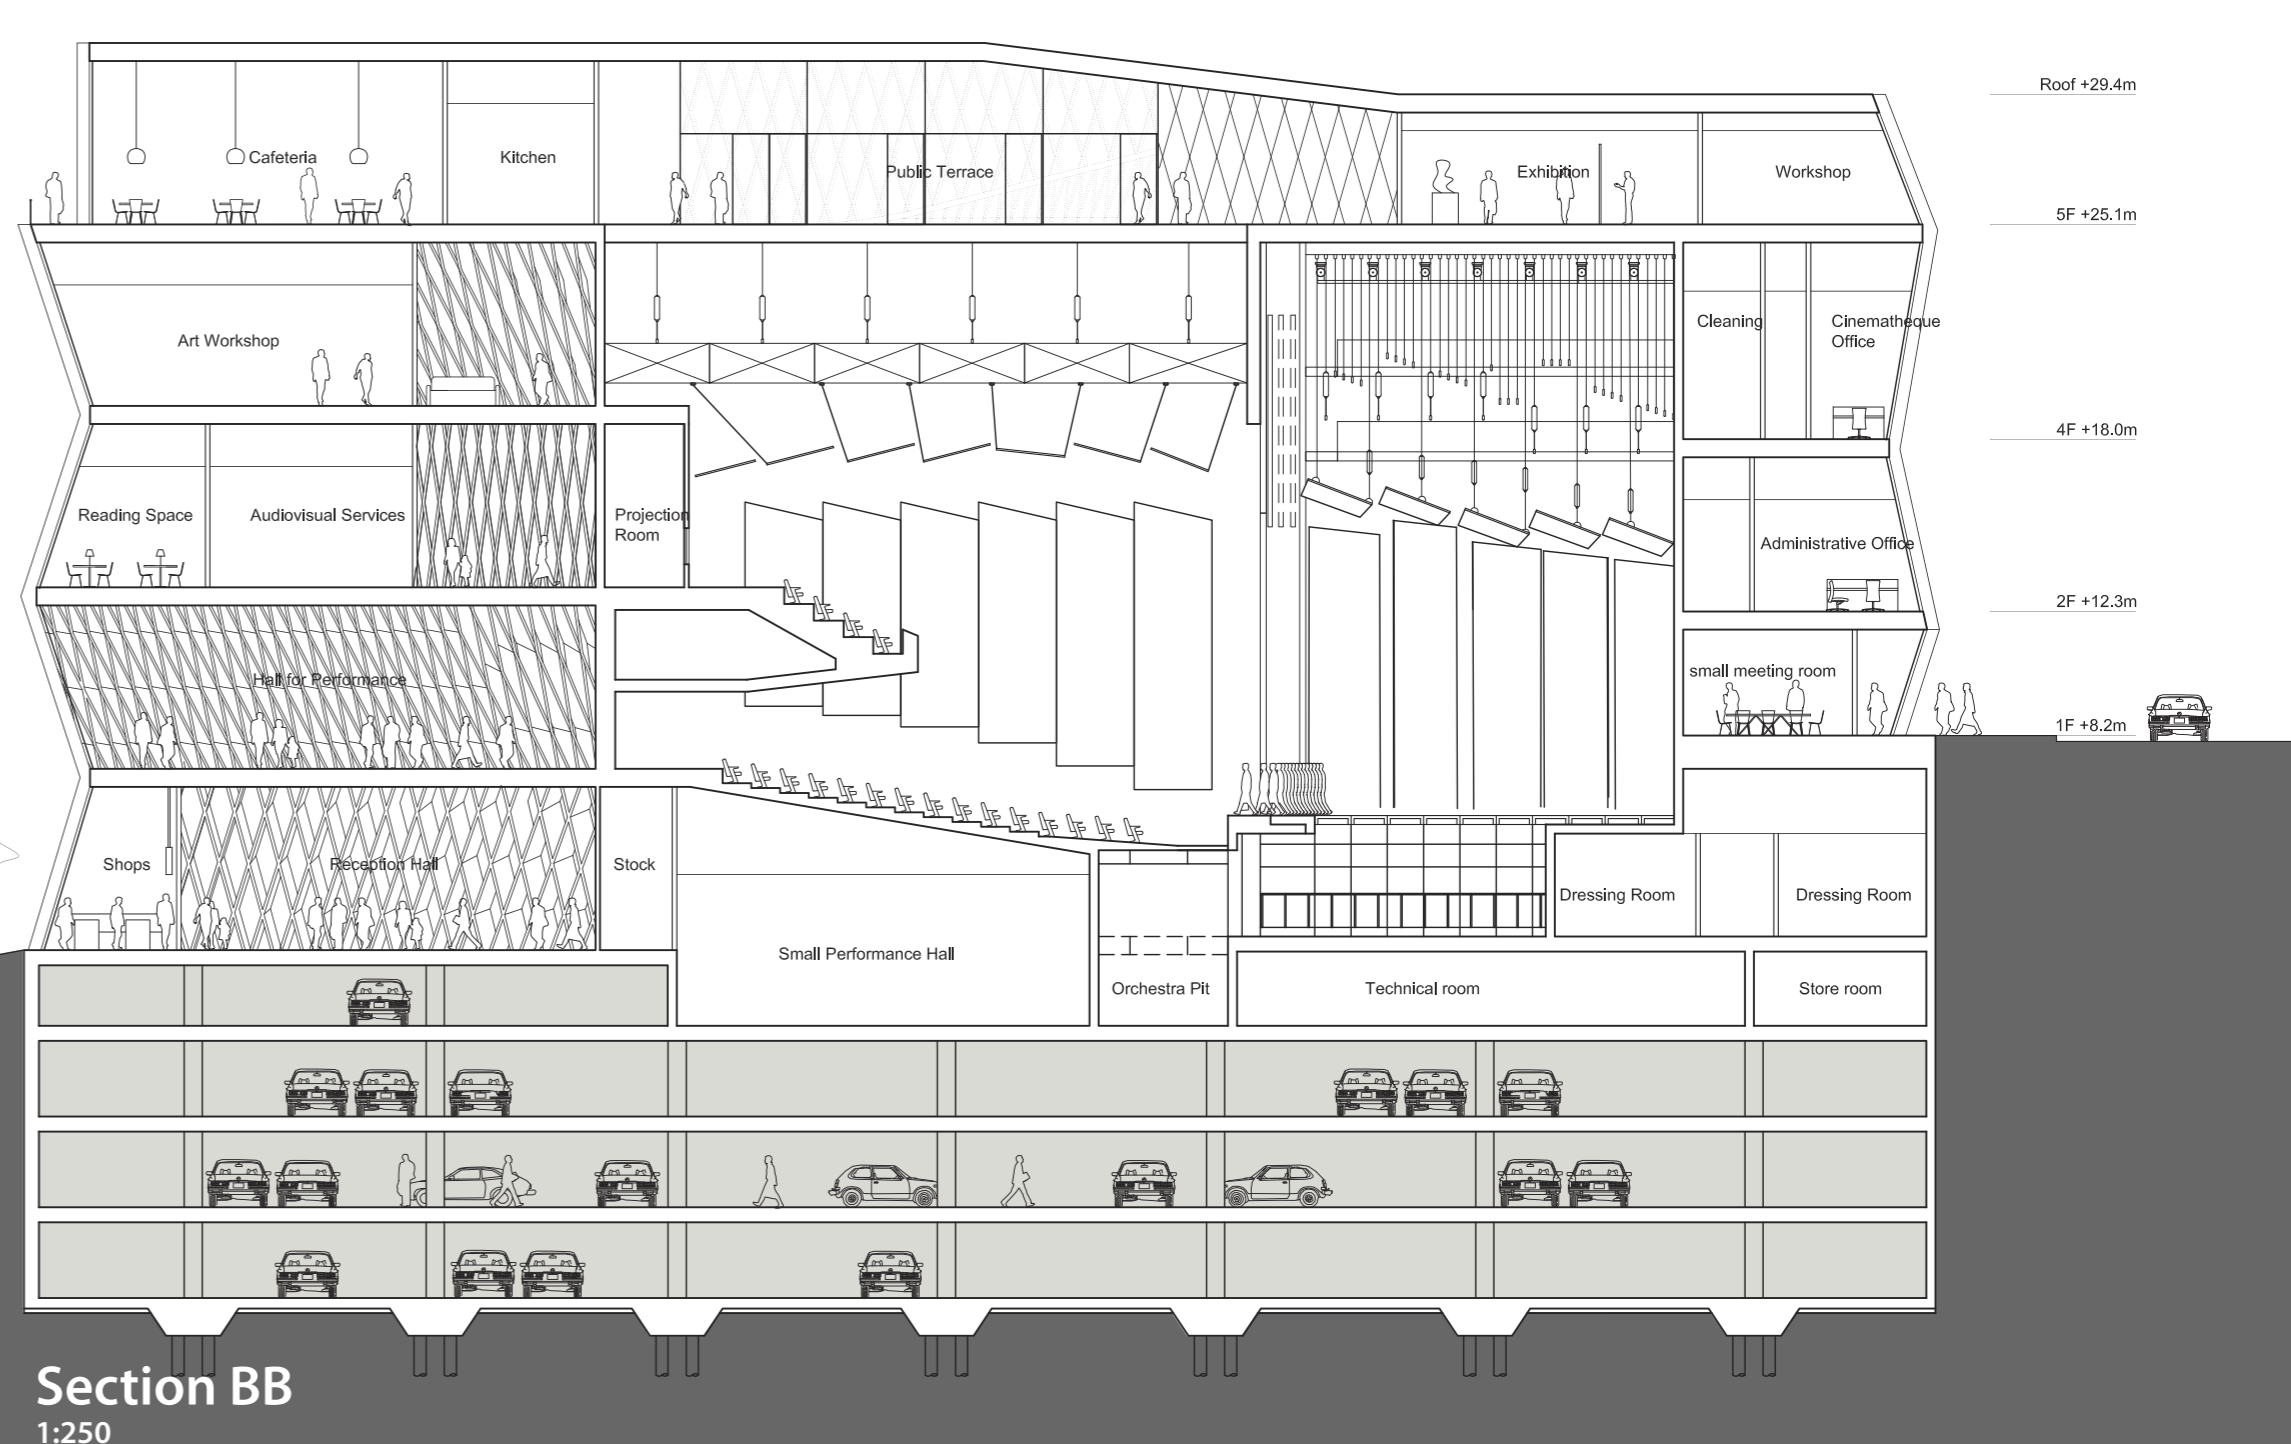 Roof +29.4m
Cafeteria
Kitchen
Public Terrace
Exhibition
Workshop
5F +25.1m
Art Workshop
Cleaning
Cinematheque
Office
4F +18.0m
Reading Space
Audiovisual Services
Projection
Room
Administrative Office
2F +12.3m
Hall for Performance
small meeting room
1F +8.2m
Shops
Reception Hall
Stock
Dressing Room
Dressing Room
Small Performance Hall
Orchestra Pit
Technical room
Store room
Section BB
1:250